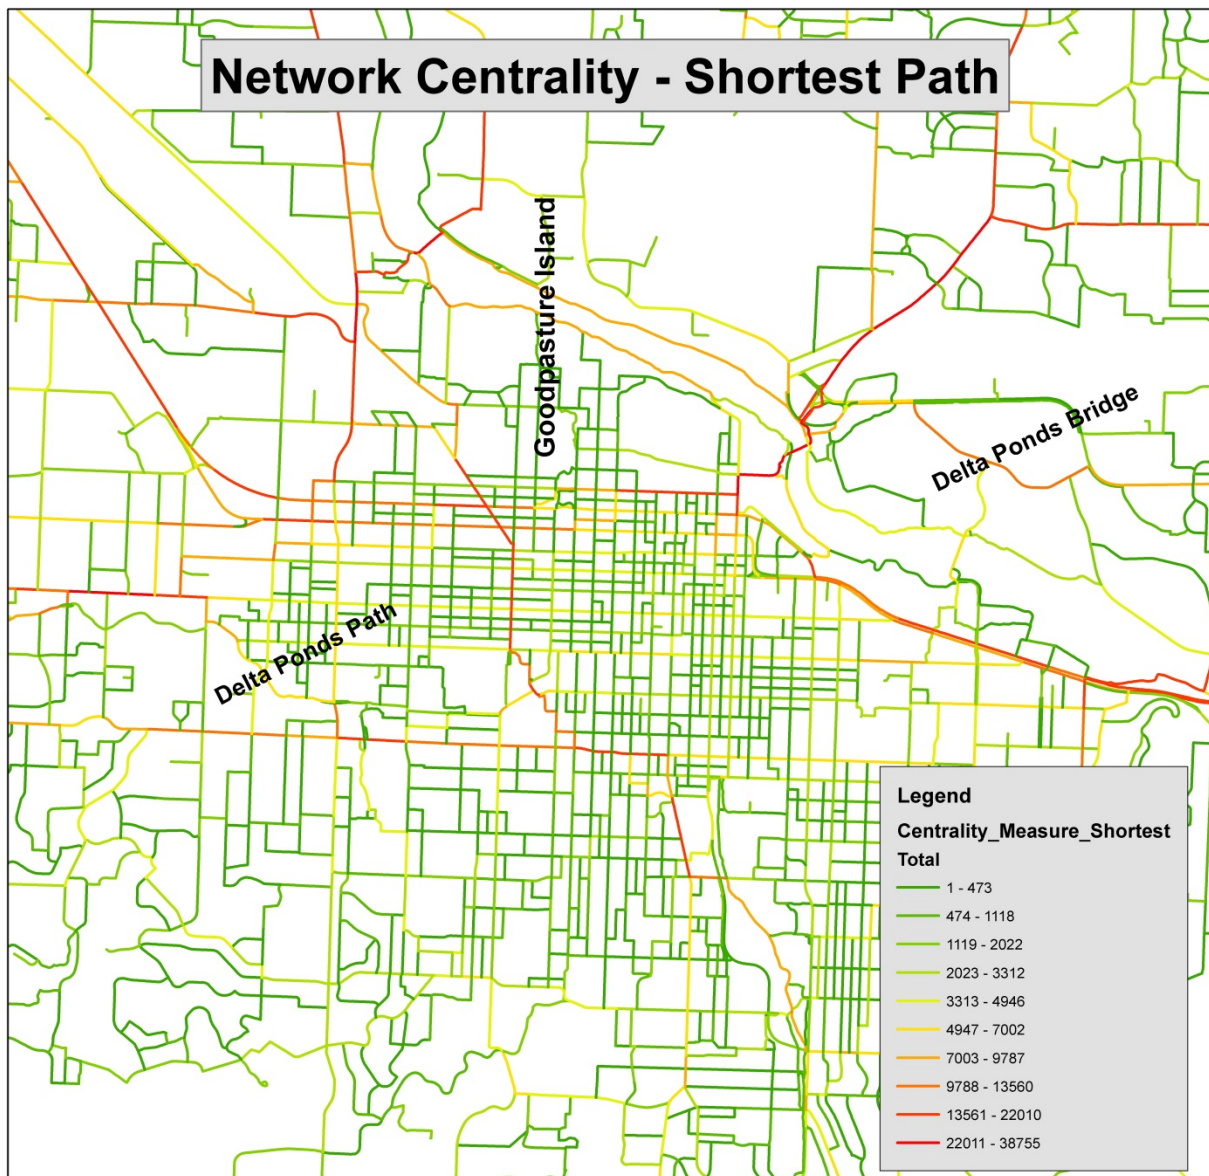 Network Centrality - Shortest Path
Goodpasture Island
Delta Ponds Bridge
Delta Ponds Path
Legend
Centrality_Measure_Shortest
Total
1 - 473
474 - 1118
1119 - 2022
2023 - 3312
3313 - 4946
4947 - 7002
7003 - 9787
9788 - 13560
13561 - 22010
22011 - 38755